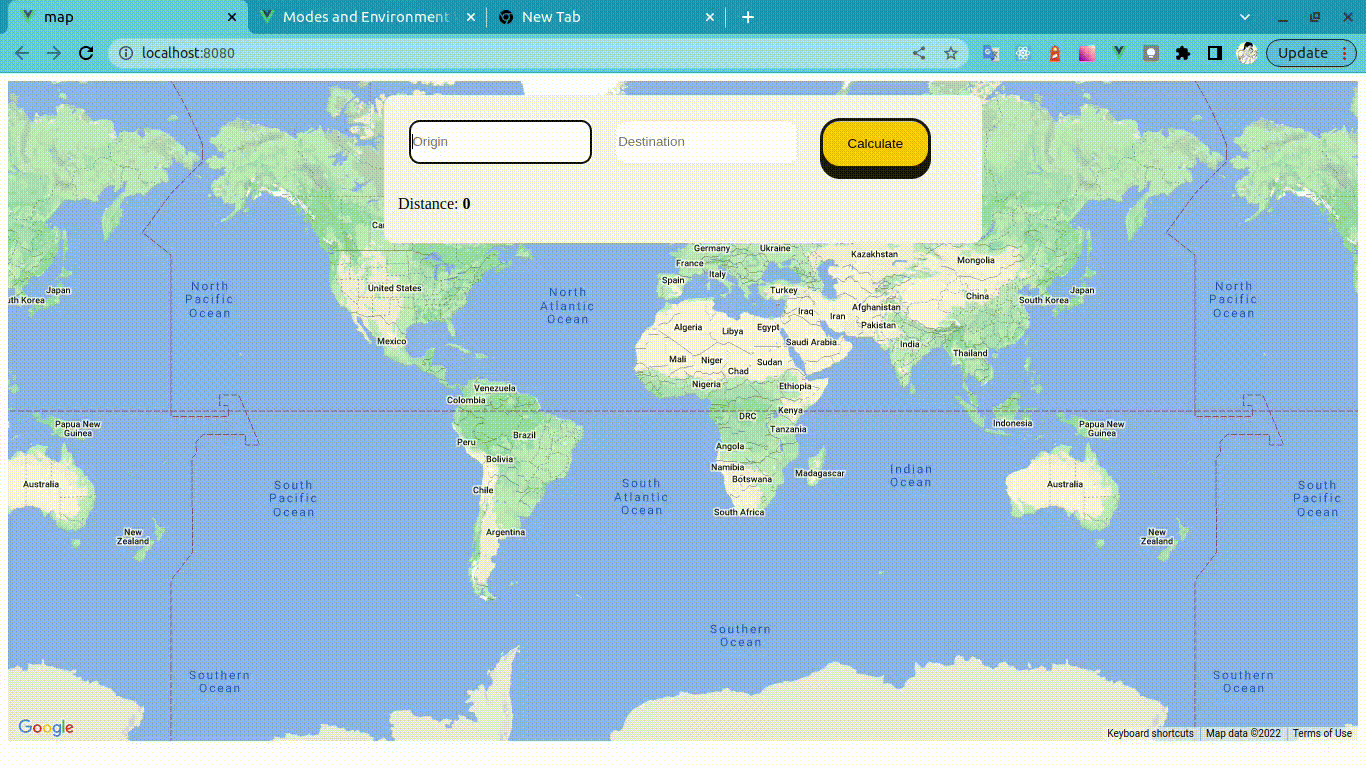 map
Modes and Environment
New Tab
localhost:8080
Update
Origin
Destination
Calculate
Distance: 0
Germany
Ukraine
Kazakhstan
Mongolia
France
Italy
Spain
Turkey
China
Japan
South Korea
United States
North
Pacific
Ocean
North
Atlantic
Ocean
Japan
uth Korea
North
Pacific
Ocean
Mexico
Algeria
Libya
Egypt
Iraq
Iran
Afghanistan
Pakistan
Saudi Arabia
India
Thailand
Mali
Niger
Chad
Sudan
Nigeria
Ethiopia
Venezuela
Colombia
DRC
Kenya
Tanzania
Indonesia
Papua New
Guinea
Papua New
Guinea
Peru
Brazil
Bolivia
Angola
Namibia
Botswana
Madagascar
Indian
Ocean
Australia
Australia
South
Pacific
Ocean
Chile
South
Atlantic
Ocean
South Africa
South
Pacific
Ocean
Argentina
New
Zealand
New
Zealand
Southern
Ocean
Southern
Ocean
Southern
Ocean
Google
Keyboard shortcuts
Map data ©2022
Terms of Use